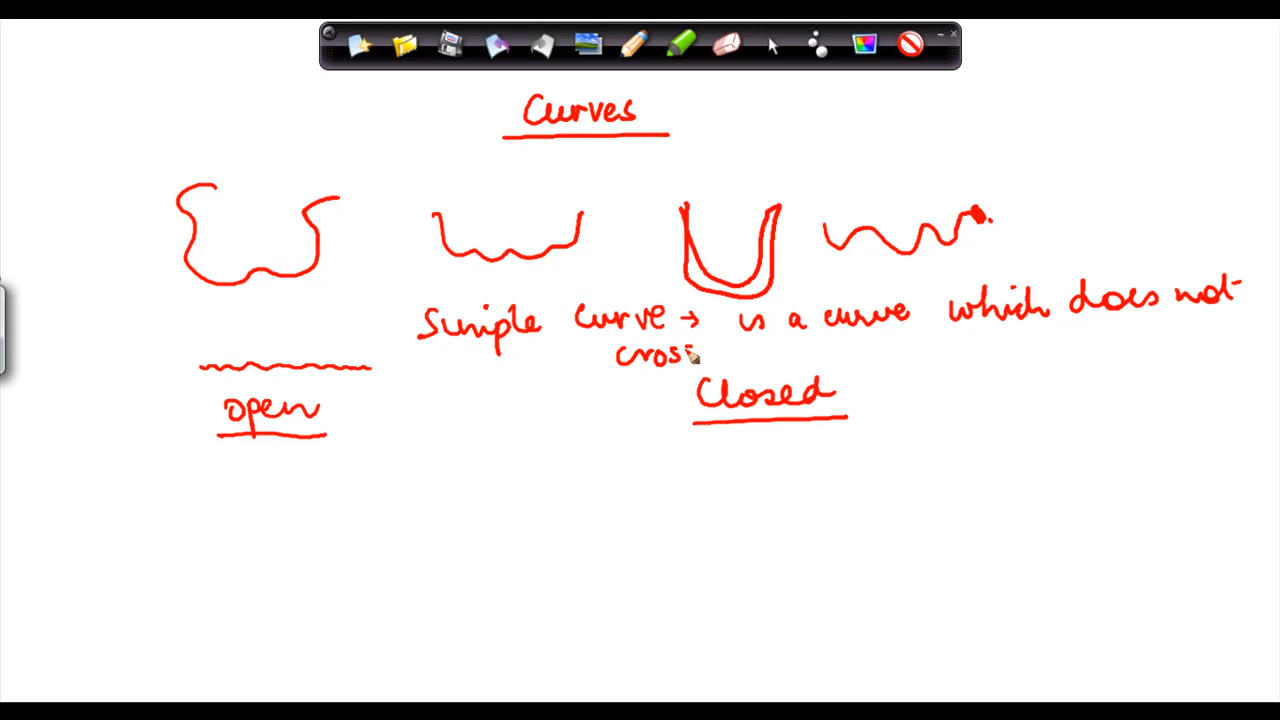 Curves
Simple curve → is a curve which does not
cross
Closed
open